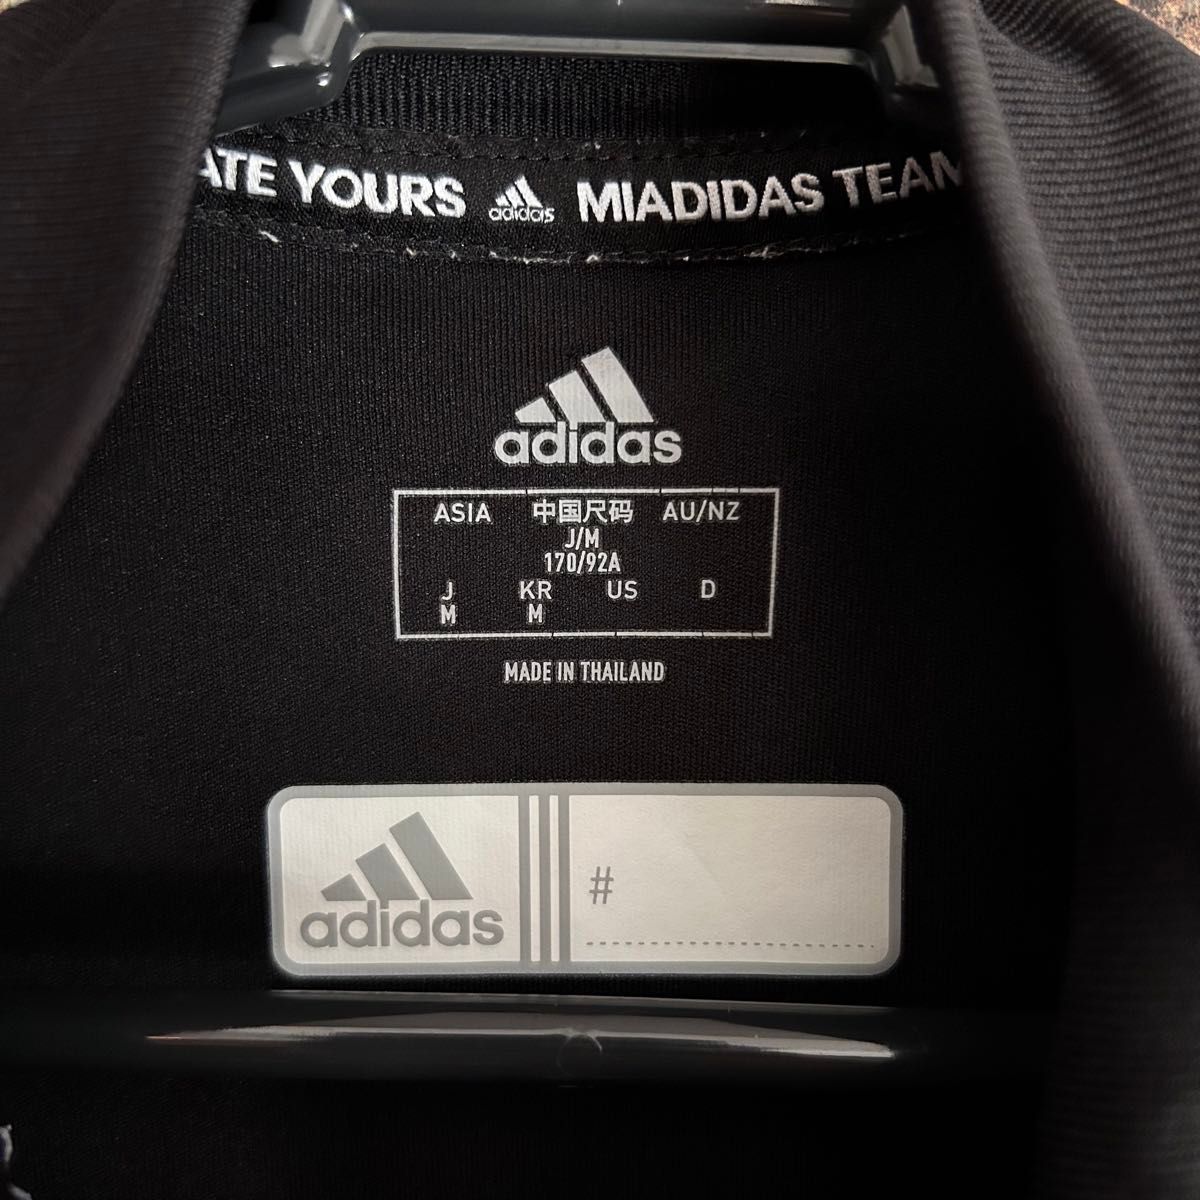 ATE YOURS adidas MIADIDAS TEAM
adidas
ASIA 中国尺码 AU/NZ
J/M
170/92A
J KR US D
M M
MADE IN THAILAND
adidas #